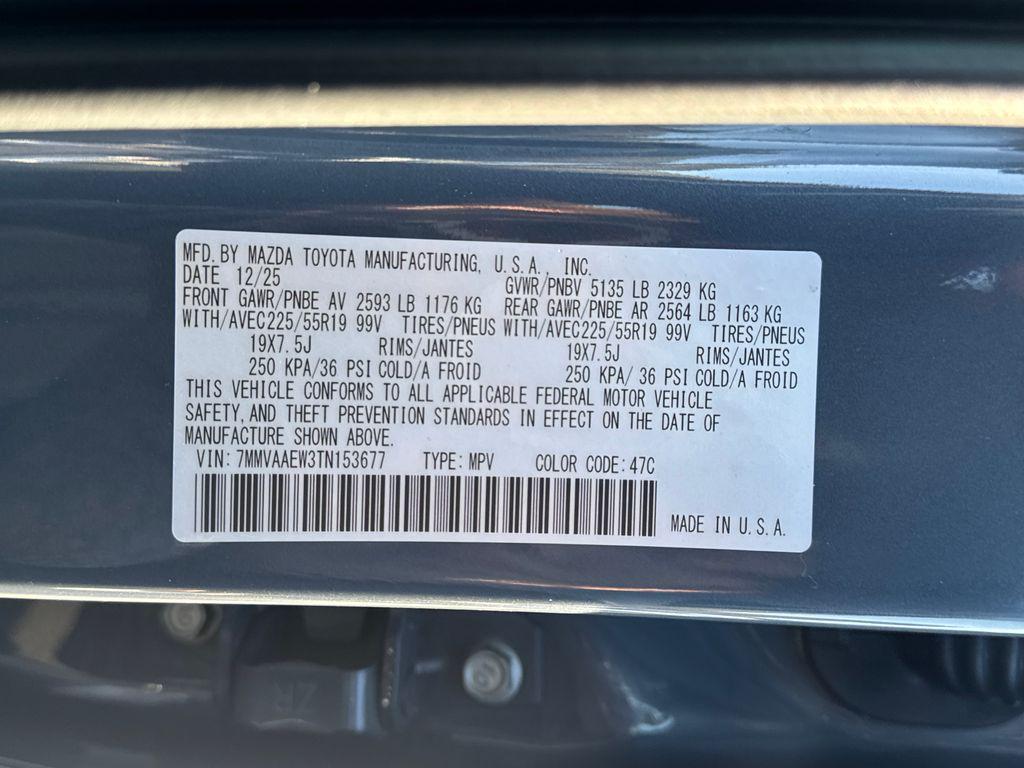 MFD. BY MAZDA TOYOTA MANUFACTURING, U.S.A., INC.
DATE 12/25 GVWR/PNBV 5135 LB 2329 KG
FRONT GAWR/PNBE AV 2593 LB 1176 KG REAR GAWR/PNBE AR 2564 LB 1163 KG
WITH/AVEC225/55R19 99V TIRES/PNEUS WITH/AVEC225/55R19 99V TIRES/PNEUS
19X7.5J RIMS/JANTES 19X7.5J RIMS/JANTES
250 KPA/36 PSI COLD/A FROID 250 KPA/ 36 PSI COLD/A FROID
THIS VEHICLE CONFORMS TO ALL APPLICABLE FEDERAL MOTOR VEHICLE
SAFETY, AND THEFT PREVENTION STANDARDS IN EFFECT ON THE DATE OF
MANUFACTURE SHOWN ABOVE.
VIN: 7MMVAAEW3TN153677 TYPE: MPV COLOR CODE: 47C
MADE IN U.S.A.